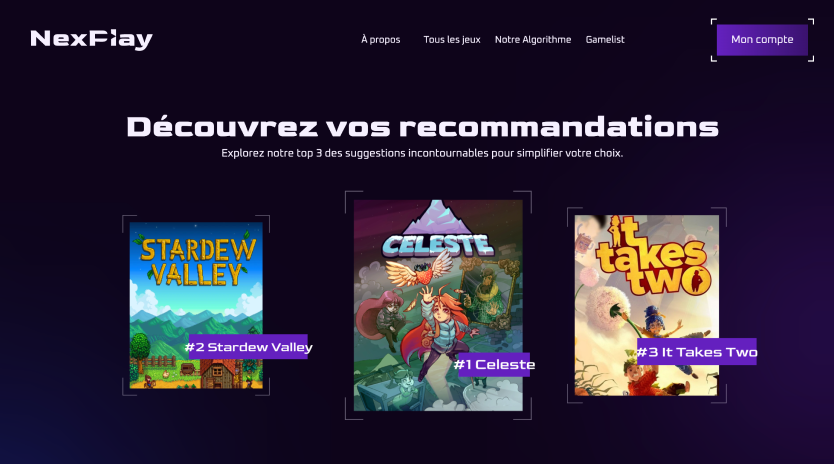 NexPlay
À propos
Tous les jeux
Notre Algorithme
Gamelist
Mon compte
Découvrez vos recommandations
Explorez notre top 3 des suggestions incontournables pour simplifier votre choix.
STARDEW
VALLEY
#2 Stardew Valley
CELESTE
#1 Celeste
it
takes
two
#3 It Takes Two